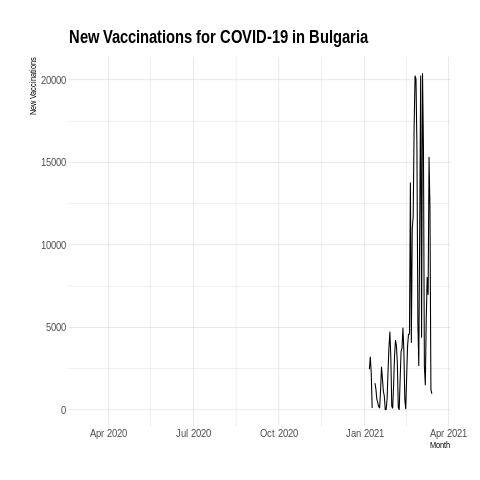 New Vaccinations for COVID-19 in Bulgaria
New Vaccinations
20000
15000
10000
5000
0
Apr 2020 Jul 2020 Oct 2020 Jan 2021 Apr 2021
Month